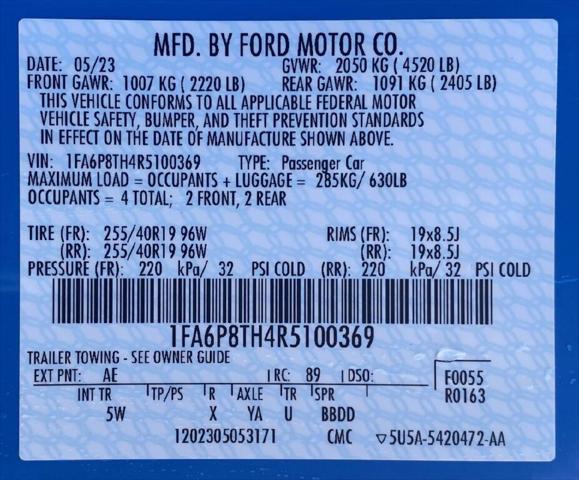 MFD. BY FORD MOTOR CO.
DATE: 05/23 GVWR: 2050 KG ( 4520 LB)
FRONT GAWR: 1007 KG ( 2220 LB) REAR GAWR: 1091 KG ( 2405 LB)
THIS VEHICLE CONFORMS TO ALL APPLICABLE FEDERAL MOTOR
VEHICLE SAFETY, BUMPER, AND THEFT PREVENTION STANDARDS
IN EFFECT ON THE DATE OF MANUFACTURE SHOWN ABOVE.
VIN: 1FA6P8TH4R5100369 TYPE: Passenger Car
MAXIMUM LOAD = OCCUPANTS + LUGGAGE = 285KG/ 630LB
OCCUPANTS = 4 TOTAL; 2 FRONT, 2 REAR
TIRE (FR): 255/40R19 96W RIMS (FR): 19x8.5J
(RR): 255/40R19 96W (RR): 19x8.5J
PRESSURE (FR): 220 kPa/ 32 PSI COLD (RR): 220 kPa/ 32 PSI COLD
1FA6P8TH4R5100369
TRAILER TOWING - SEE OWNER GUIDE
EXT PNT: AE RC: 89 DSO: F0055
INT TR TP/PS R AXLE TR SPR R0163
5W X YA U BBDD
1202305053171 CMC ▽5U5A-5420472-AA